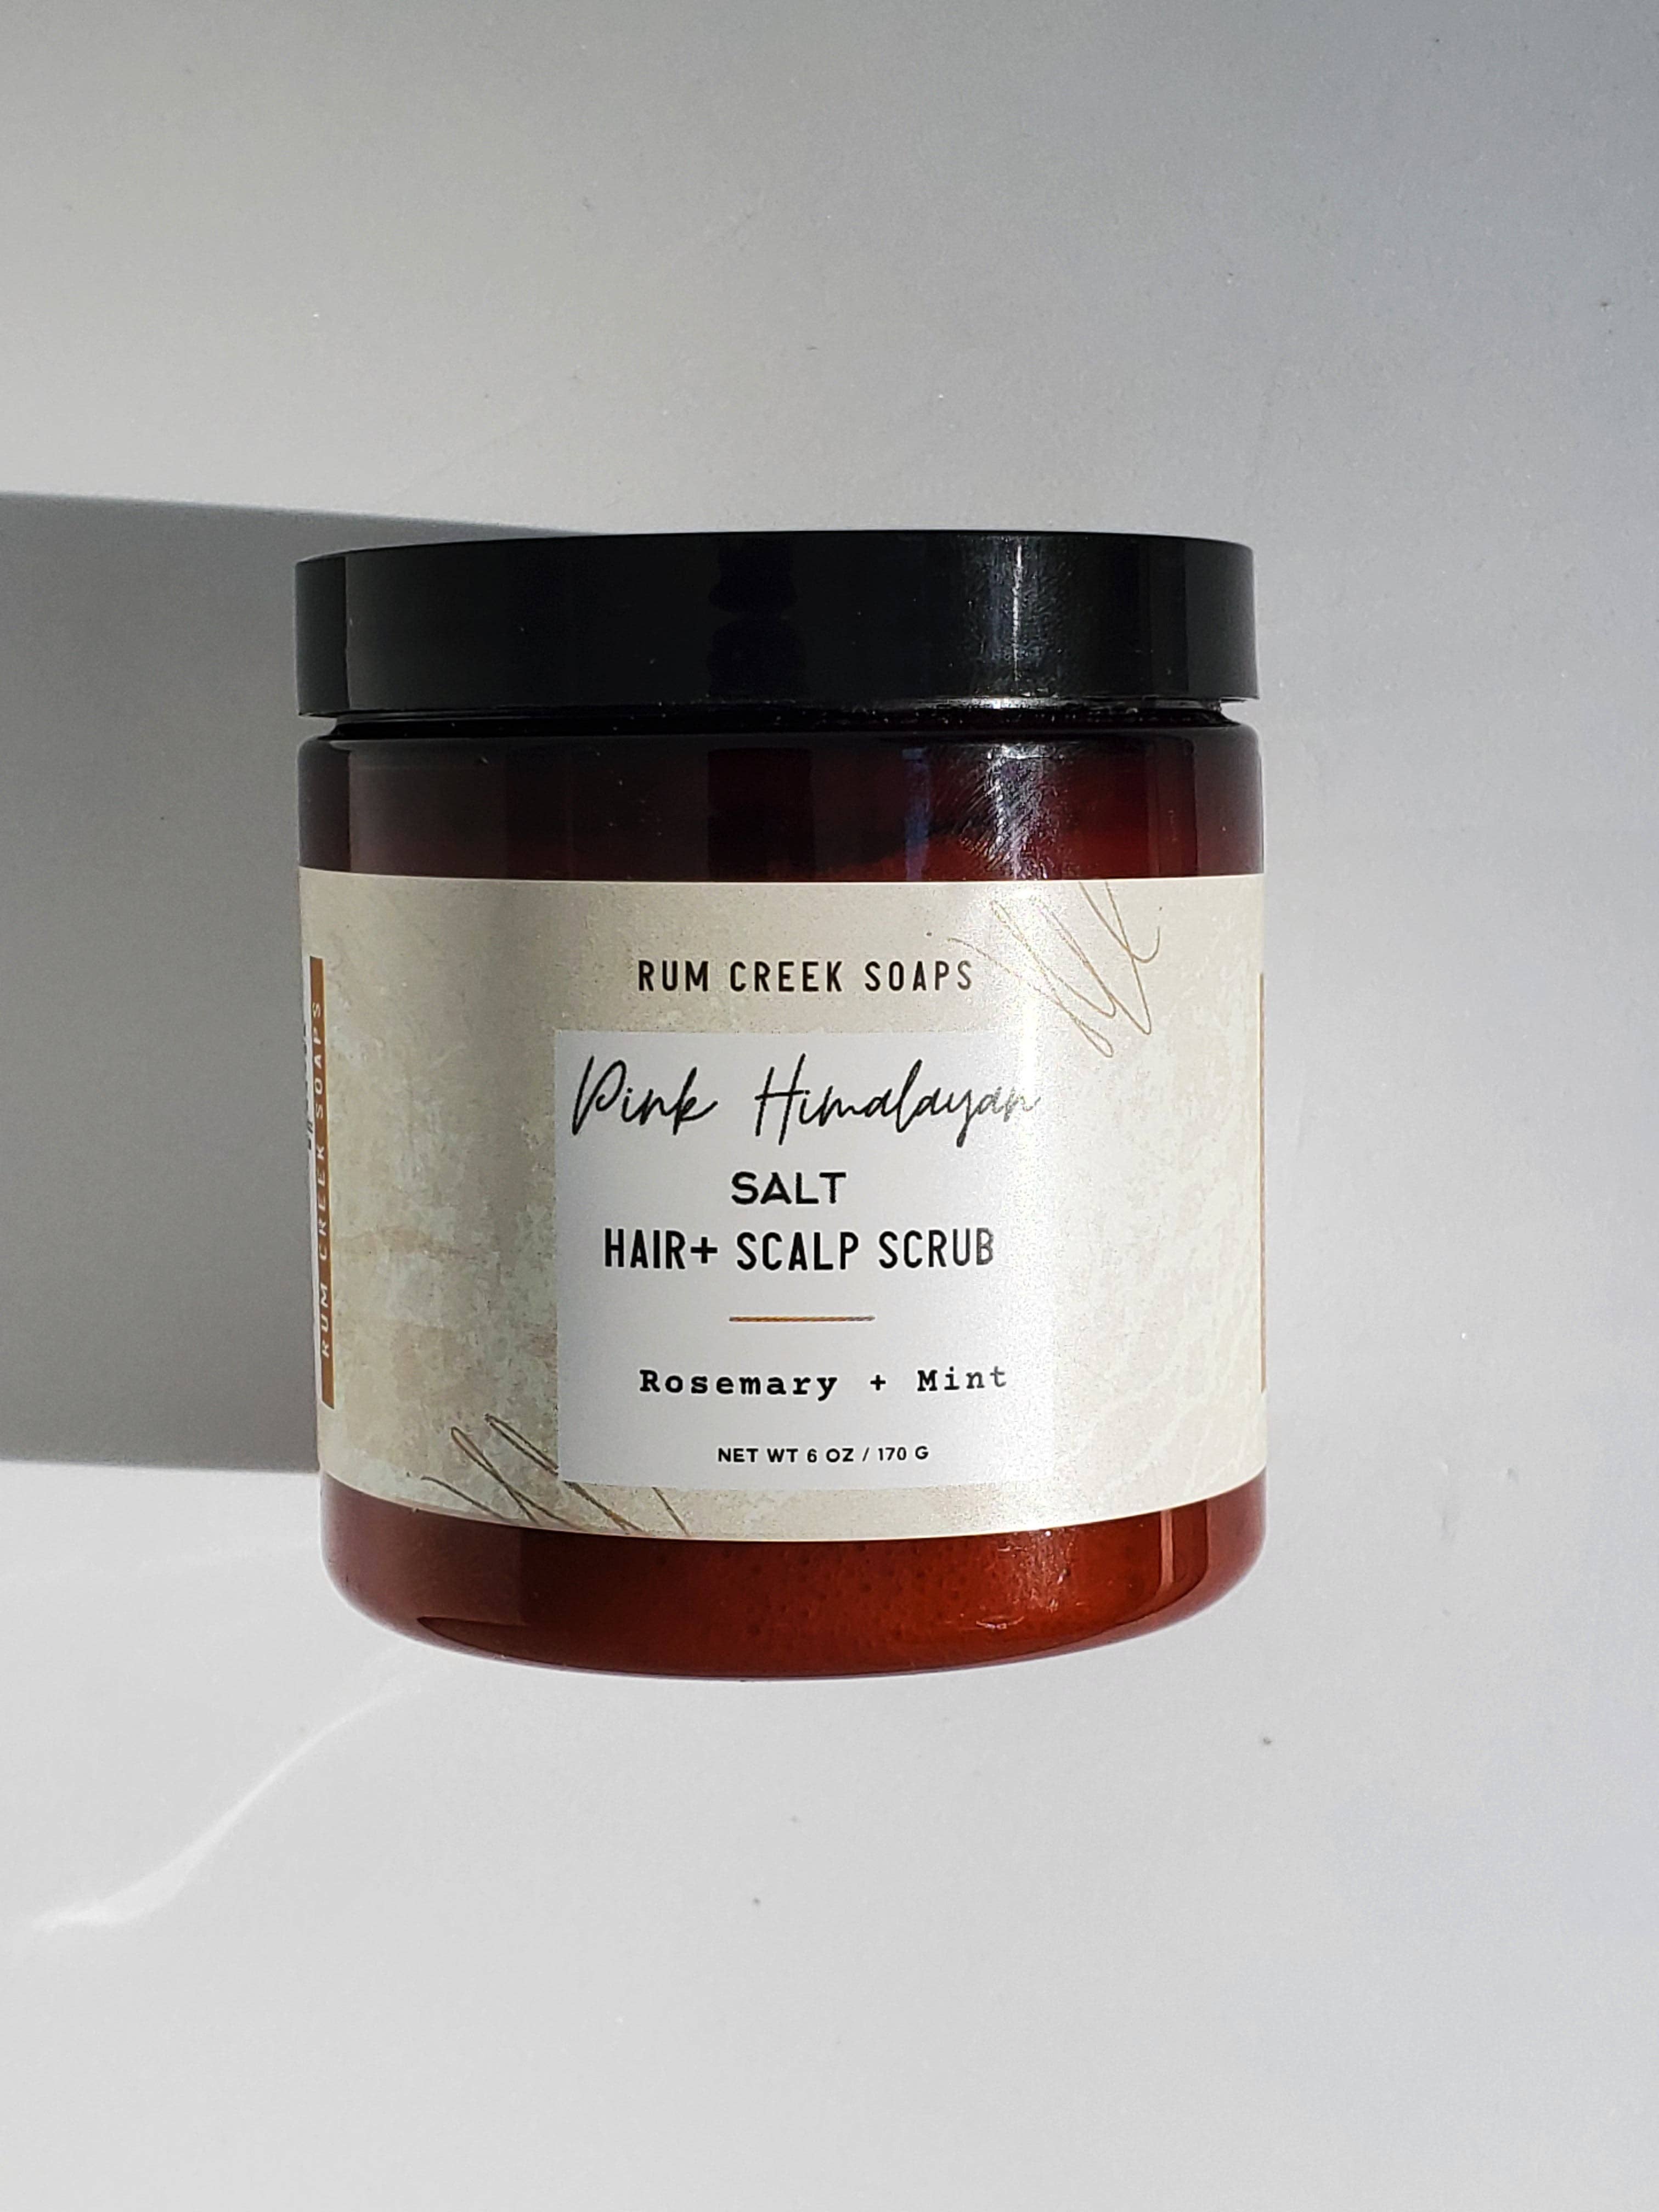 RUM CREEK SOAPS
Pink Himalayan
SALT
HAIR+ SCALP SCRUB
Rosemary + Mint
NET WT 6 OZ / 170 G
RUM CREEK SOAPS